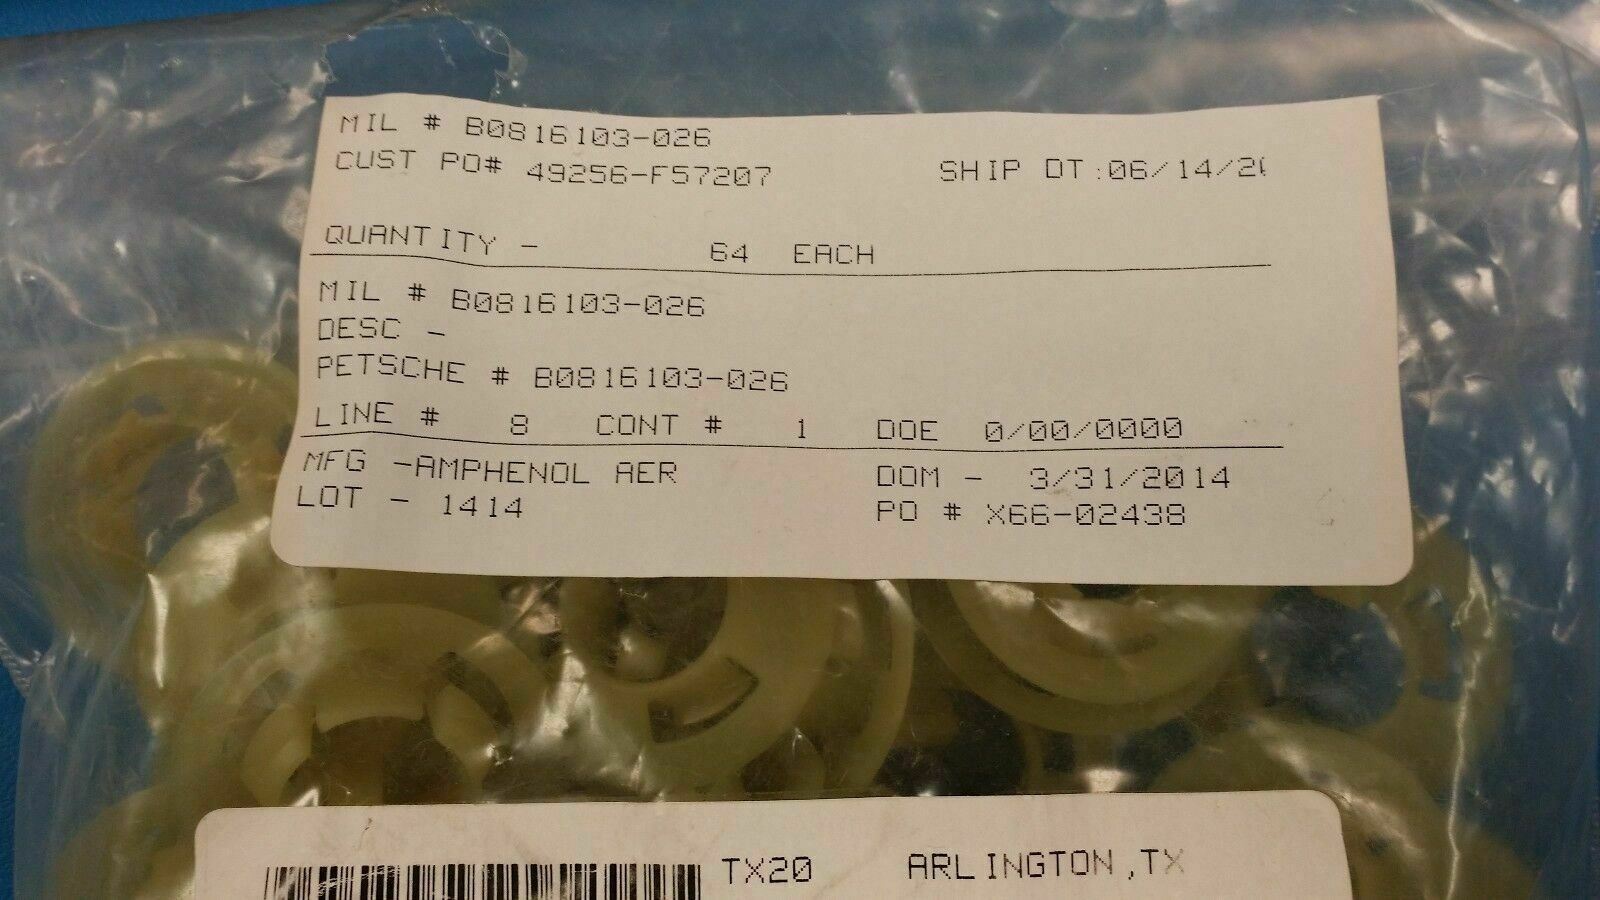 MIL # B0816103-026
CUST PO# 49256-F57207 SHIP DT:06/14/20
QUANTITY - 64 EACH
MIL # B0816103-026
DESC -
PETSCHE # B0816103-026
LINE # 8 CONT # 1 DOE 0/00/0000
MFG -AMPHENOL AER DOM - 3/31/2014
LOT - 1414 PO # X66-02438
TX20 ARLINGTON,TX